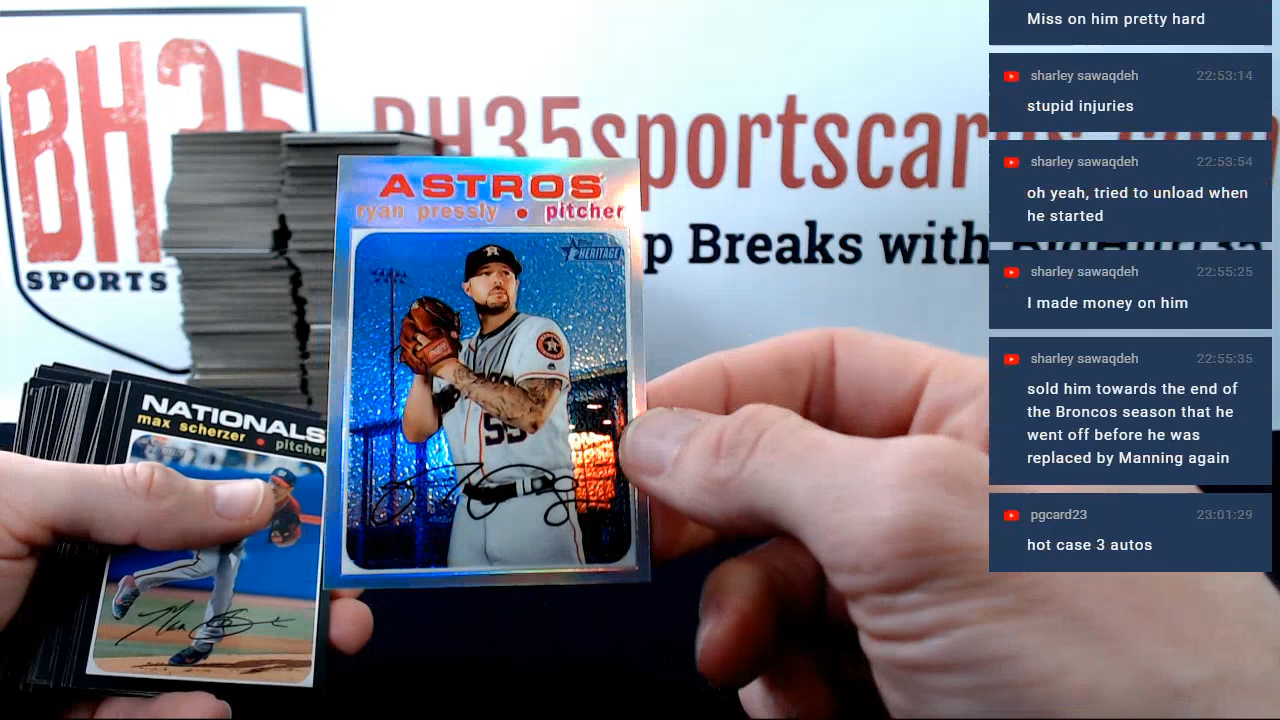 BH35
SPORTS
BH35sportscar
p Breaks with
ASTROS
ryan pressly • pitcher
HERITAGE
55
NATIONALS
max scherzer • pitcher
Miss on him pretty hard
sharley sawaqdeh 22:53:14
stupid injuries
sharley sawaqdeh 22:53:54
oh yeah, tried to unload when
he started
sharley sawaqdeh 22:55:25
I made money on him
sharley sawaqdeh 22:55:35
sold him towards the end of
the Broncos season that he
went off before he was
replaced by Manning again
pgcard23 23:01:29
hot case 3 autos